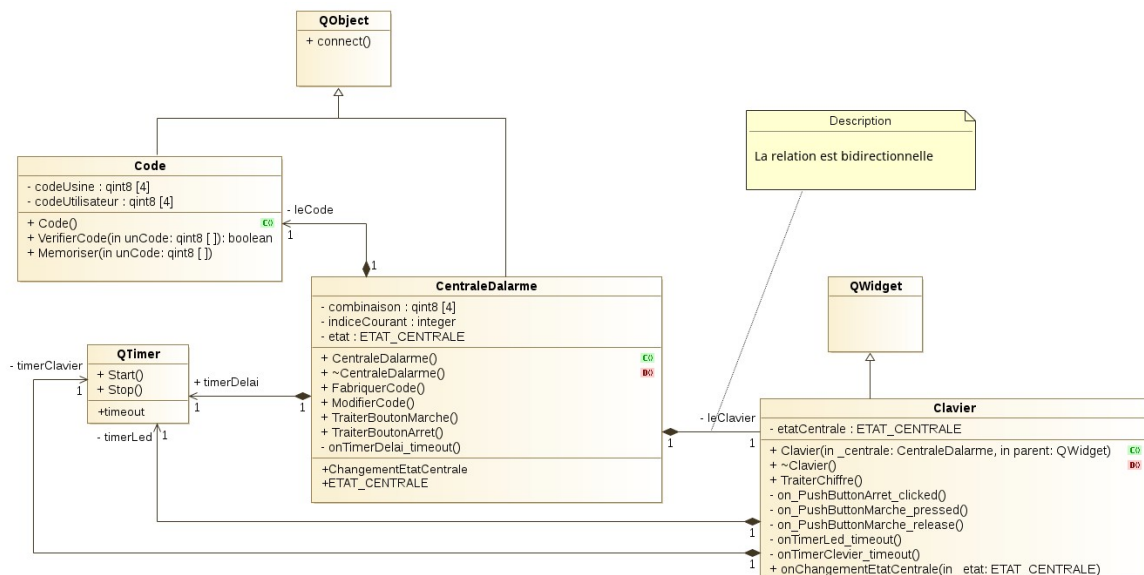 QObject
+ connect()
Description
La relation est bidirectionnelle
Code
- codeUsine : qint8 [4]
- codeUtilisateur : qint8 [4]
+ Code()
C()
+ VerifierCode(in unCode: qint8 [ ]): boolean
+ Memoriser(in unCode: qint8 [ ])
- leCode
1
1
CentraleDalarme
- combinaison : qint8 [4]
- indiceCourant : integer
- etat : ETAT_CENTRALE
+ CentraleDalarme()
C()
+ ~CentraleDalarme()
D()
+ FabriquerCode()
+ ModifierCode()
+ TraiterBoutonMarche()
+ TraiterBoutonArret()
- onTimerDelai_timeout()
+ChangementEtatCentrale
+ETAT_CENTRALE
QWidget
QTimer
+ Start()
+ Stop()
+timeout
- timerClavier
1
+ timerDelai
1
1
- timerLed
1
- leClavier
1
1
Clavier
- etatCentrale : ETAT_CENTRALE
+ Clavier(in _centrale: CentraleDalarme, in parent: QWidget)
C()
+ ~Clavier()
D()
+ TraiterChiffre()
- on_PushButtonArret_clicked()
- on_PushButtonMarche_pressed()
- on_PushButtonMarche_release()
- onTimerLed_timeout()
- onTimerClevier_timeout()
+ onChangementEtatCentrale(in _etat: ETAT_CENTRALE)
1
1